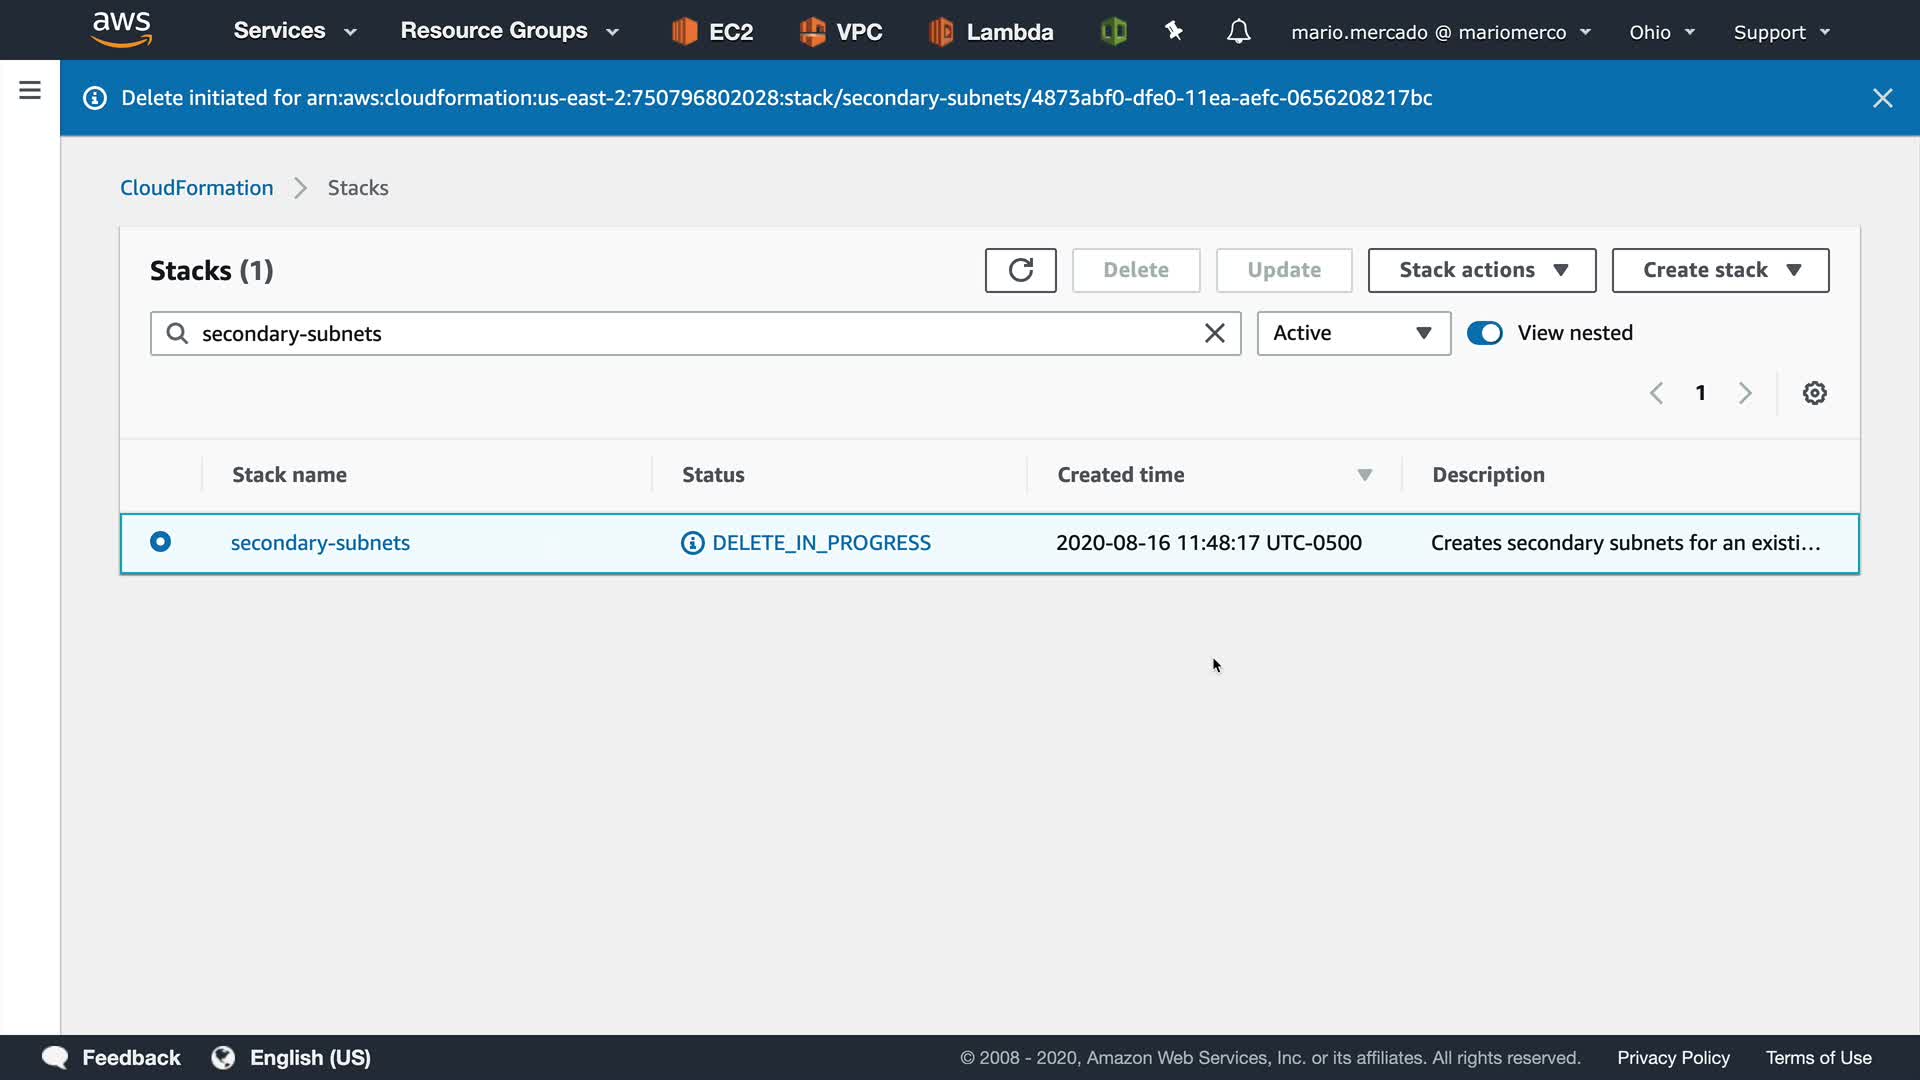 aws Services Resource Groups EC2 VPC Lambda mario.mercado @ mariomerco Ohio Support
Delete initiated for arn:aws:cloudformation:us-east-2:750796802028:stack/secondary-subnets/4873abf0-dfe0-11ea-aefc-0656208217bc
CloudFormation Stacks
Stacks (1) Delete Update Stack actions Create stack
secondary-subnets Active View nested
1
Stack name Status Created time Description
secondary-subnets DELETE_IN_PROGRESS 2020-08-16 11:48:17 UTC-0500 Creates secondary subnets for an existi...
Feedback English (US) © 2008 - 2020, Amazon Web Services, Inc. or its affiliates. All rights reserved. Privacy Policy Terms of Use